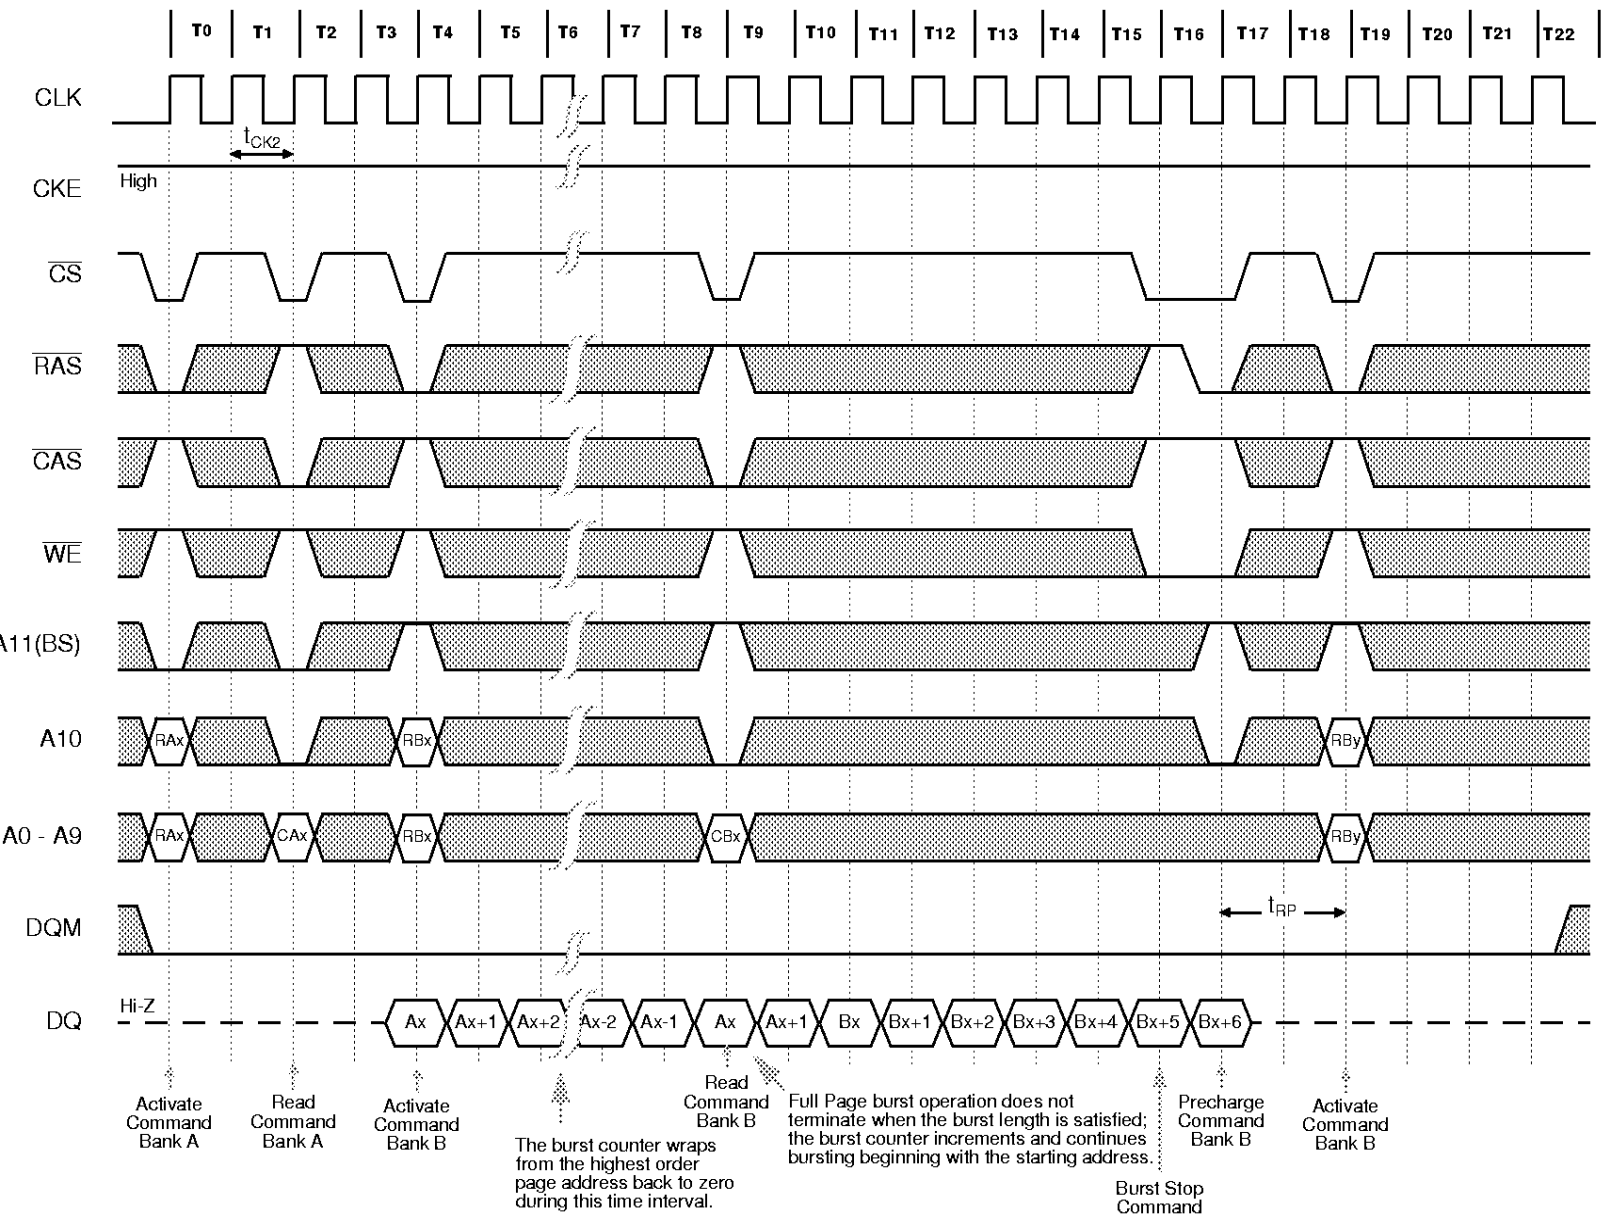 T0 T1 T2 T3 T4 T5 T6 T7 T8 T9 T10 T11 T12 T13 T14 T15 T16 T17 T18 T19 T20 T21 T22
CLK
tCK2
High
CKE
CS
RAS
CAS
WE
A11(BS)
A10
RAx RBx RBy
A0 - A9
RAx CAx RBx CBx RBy
tRP
DQM
Hi-Z
DQ
Ax Ax+1 Ax+2 Ax-2 Ax-1 Ax Ax+1 Bx Bx+1 Bx+2 Bx+3 Bx+4 Bx+5 Bx+6
Activate
Command
Bank A
Read
Command
Bank A
Activate
Command
Bank B
The burst counter wraps
from the highest order
page address back to zero
during this time interval.
Read
Command
Bank B
Full Page burst operation does not
terminate when the burst length is satisfied;
the burst counter increments and continues
bursting beginning with the starting address.
Burst Stop
Command
Precharge
Command
Bank B
Activate
Command
Bank B